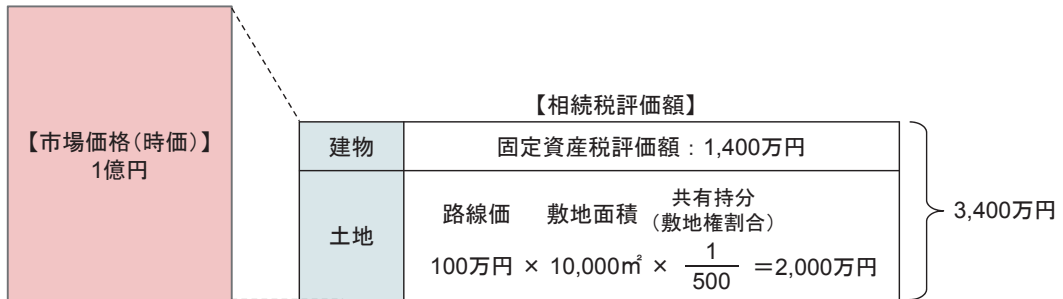 【市場価格（時価）】
1億円
【相続税評価額】
建物
固定資産税評価額：1,400万円
土地
路線価 敷地面積 共有持分
（敷地権割合）
100万円 × 10,000㎡ × 1/500 ＝2,000万円
3,400万円